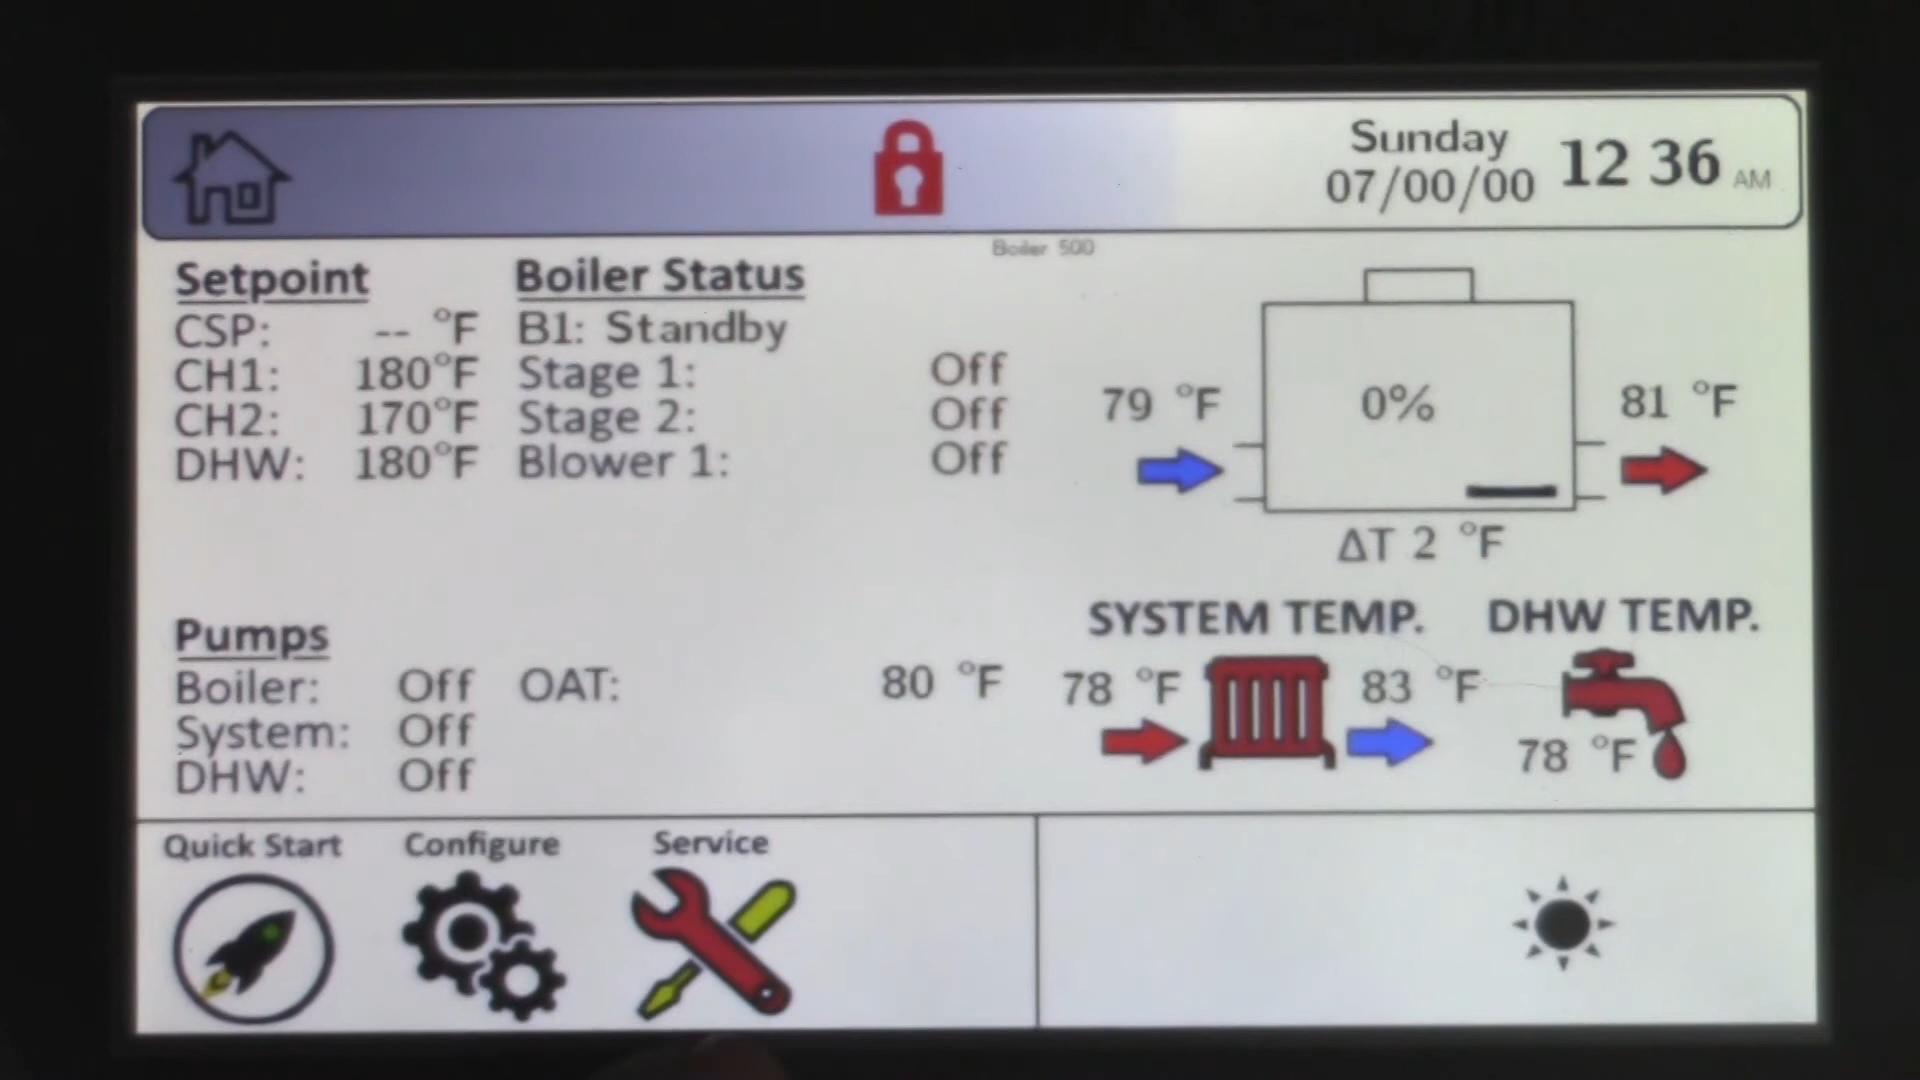 Sunday
07/00/00
12 36 AM
Boiler 500
Setpoint
CSP: -- °F
CH1: 180°F
CH2: 170°F
DHW: 180°F
Boiler Status
B1: Standby
Stage 1: Off
Stage 2: Off
Blower 1: Off
79 °F
0%
81 °F
ΔT 2 °F
Pumps
Boiler: Off
System: Off
DHW: Off
OAT: 80 °F
SYSTEM TEMP.
78 °F
83 °F
DHW TEMP.
78 °F
Quick Start
Configure
Service